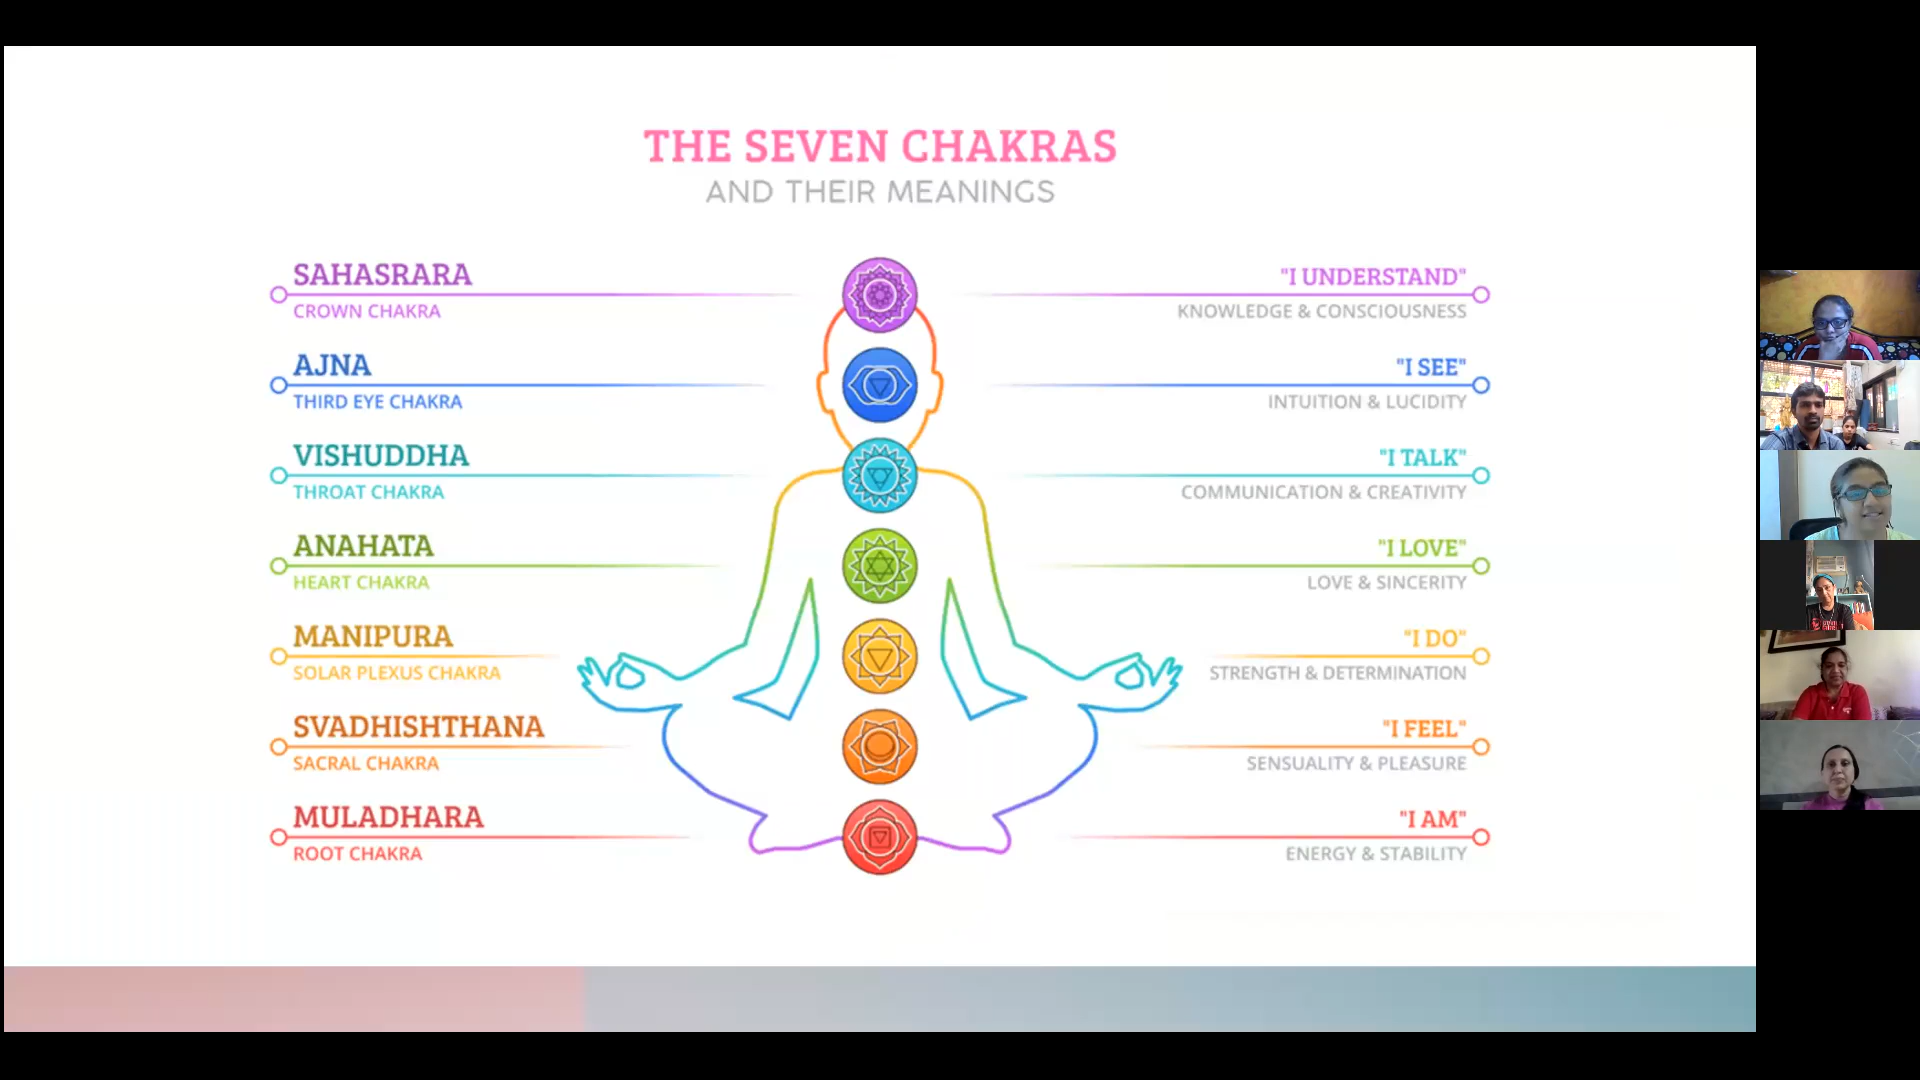 THE SEVEN CHAKRAS
AND THEIR MEANINGS
SAHASRARA
CROWN CHAKRA
"I UNDERSTAND"
KNOWLEDGE & CONSCIOUSNESS
AJNA
THIRD EYE CHAKRA
"I SEE"
INTUITION & LUCIDITY
VISHUDDHA
THROAT CHAKRA
"I TALK"
COMMUNICATION & CREATIVITY
ANAHATA
HEART CHAKRA
"I LOVE"
LOVE & SINCERITY
MANIPURA
SOLAR PLEXUS CHAKRA
"I DO"
STRENGTH & DETERMINATION
SVADHISHTHANA
SACRAL CHAKRA
"I FEEL"
SENSUALITY & PLEASURE
MULADHARA
ROOT CHAKRA
"I AM"
ENERGY & STABILITY